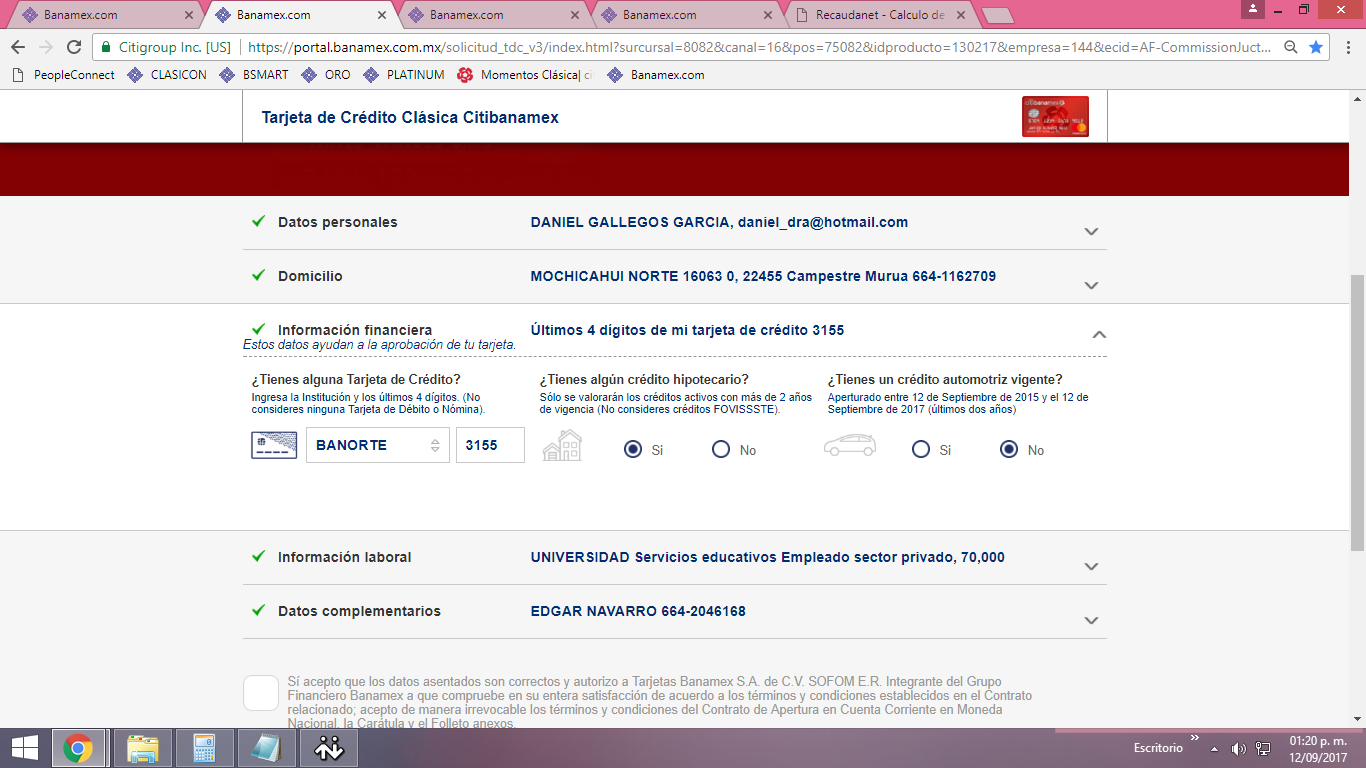 Banamex.com
Banamex.com
Banamex.com
Banamex.com
Recaudanet - Calculo de
Citigroup Inc. [US]
https://portal.banamex.com.mx/solicitud_tdc_v3/index.html?surcursal=8082&canal=16&pos=75082&idproducto=130217&empresa=144&ecid=AF-CommissionJuct...
PeopleConnect
CLASICON
BSMART
ORO
PLATINUM
Momentos Clásica| ci
Banamex.com
Tarjeta de Crédito Clásica Citibanamex
Datos personales
DANIEL GALLEGOS GARCIA, daniel_dra@hotmail.com
Domicilio
MOCHICAHUI NORTE 16063 0, 22455 Campestre Murua 664-1162709
Información financiera
Últimos 4 dígitos de mi tarjeta de crédito 3155
Estos datos ayudan a la aprobación de tu tarjeta.
¿Tienes alguna Tarjeta de Crédito?
Ingresa la Institución y los últimos 4 dígitos. (No
consideres ninguna Tarjeta de Débito o Nómina).
BANORTE
3155
¿Tienes algún crédito hipotecario?
Sólo se valorarán los créditos activos con más de 2 años
de vigencia (No consideres créditos FOVISSSTE).
Si
No
¿Tienes un crédito automotriz vigente?
Aperturado entre 12 de Septiembre de 2015 y el 12 de
Septiembre de 2017 (últimos dos años)
Si
No
Información laboral
UNIVERSIDAD Servicios educativos Empleado sector privado, 70,000
Datos complementarios
EDGAR NAVARRO 664-2046168
Sí acepto que los datos asentados son correctos y autorizo a Tarjetas Banamex S.A. de C.V. SOFOM E.R. Integrante del Grupo
Financiero Banamex a que compruebe en su entera satisfacción de acuerdo a los términos y condiciones establecidos en el Contrato
relacionado; acepto de manera irrevocable los términos y condiciones del Contrato de Apertura en Cuenta Corriente en Moneda
Nacional, la Carátula y el Folleto anexos.
Escritorio
01:20 p. m.
12/09/2017